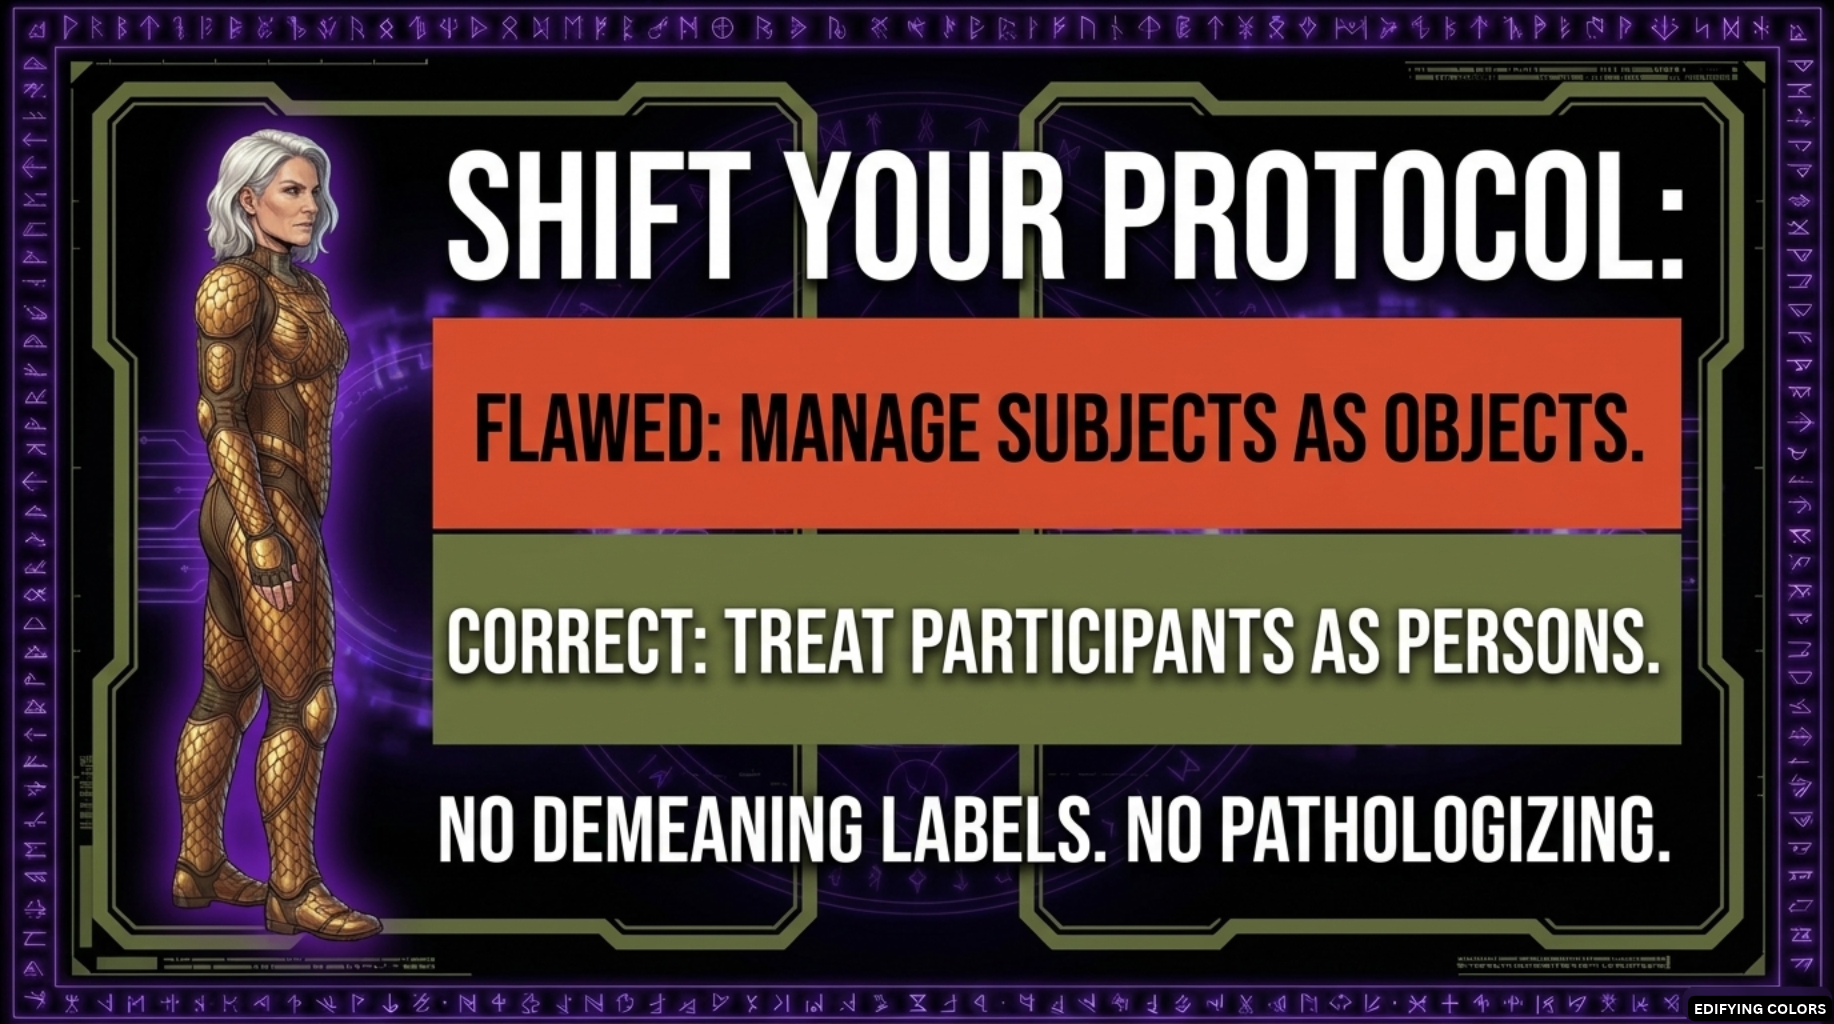 SHIFT YOUR PROTOCOL:
FLAWED: MANAGE SUBJECTS AS OBJECTS.
CORRECT: TREAT PARTICIPANTS AS PERSONS.
NO DEMEANING LABELS. NO PATHOLOGIZING.
EDIFYING COLORS